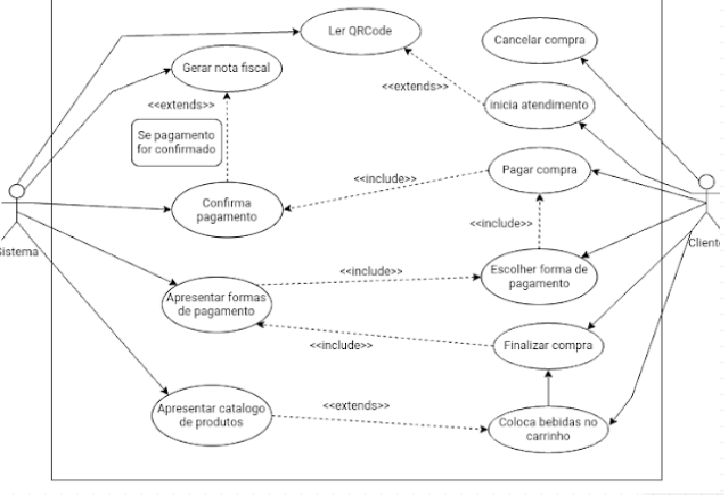 Ler QRCode
Cancelar compra
Gerar nota fiscal
<<extends>>
<<extends>>
inicia atendimento
Se pagamento
for confirmado
Pagar compra
<<include>>
Confirma
pagamento
<<include>>
Sistema
Cliente
<<include>>
Escolher forma de
pagamento
Apresentar formas
de pagamento
<<include>>
Finalizar compra
<<extends>>
Apresentar catalogo
de produtos
Coloca bebidas no
carrinho